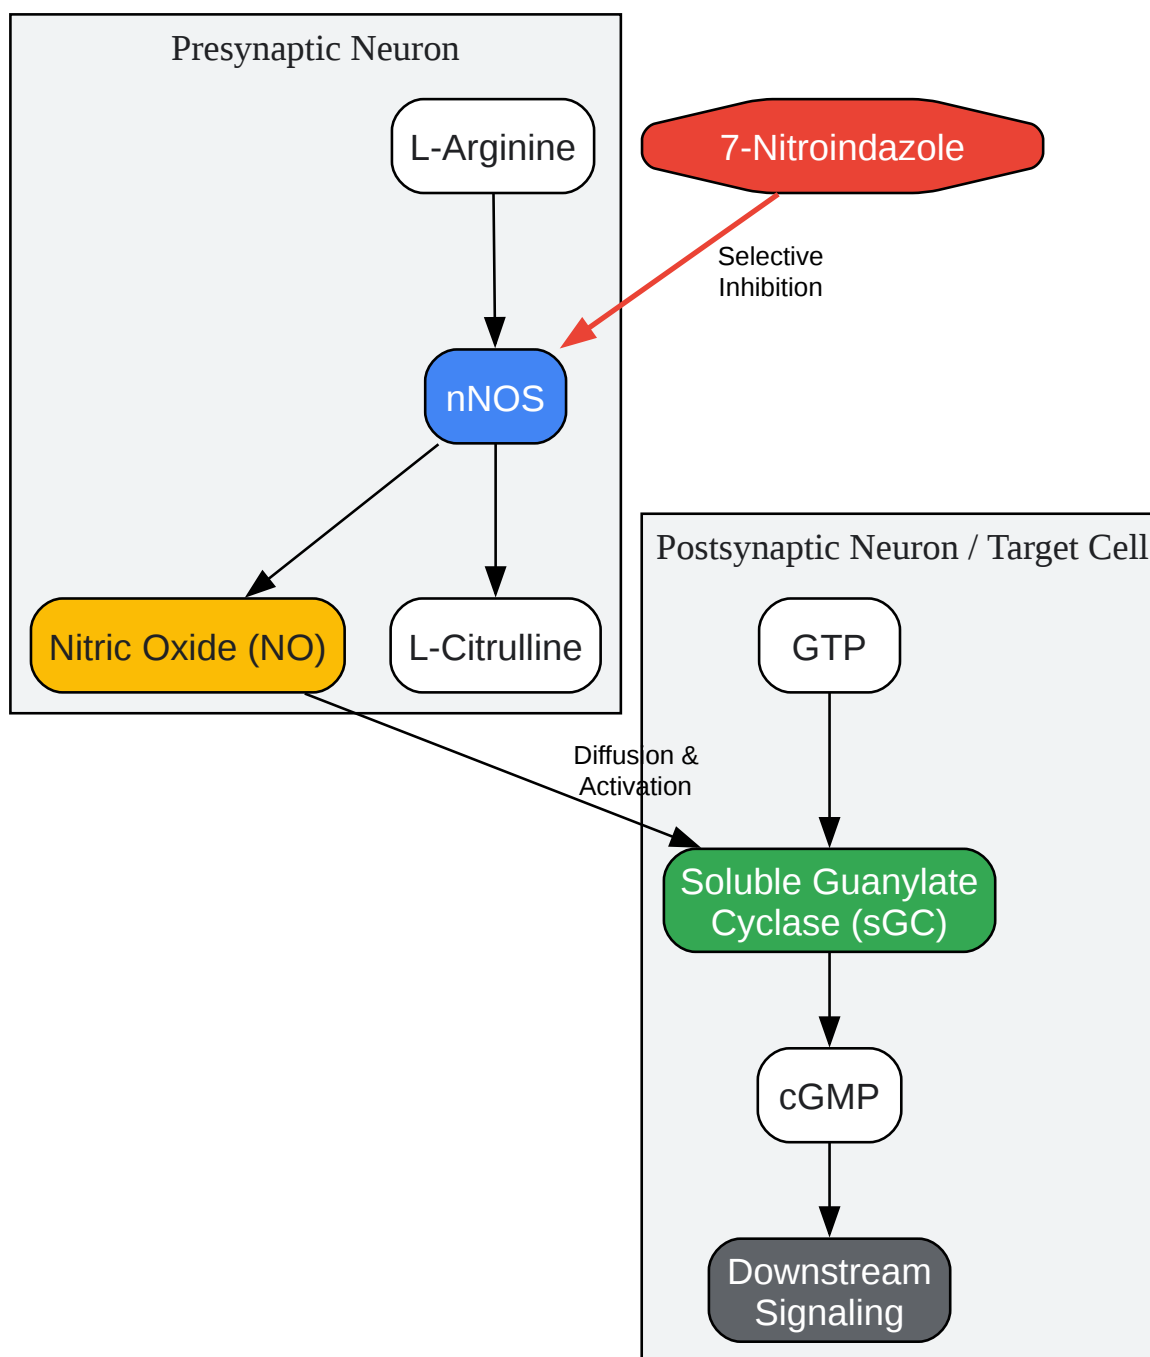 Presynaptic Neuron
L-Arginine
7-Nitroindazole
Selective
Inhibition
nNOS
Nitric Oxide (NO)
L-Citrulline
Diffusion &
Activation
Postsynaptic Neuron / Target Cell
GTP
Soluble Guanylate
Cyclase (sGC)
cGMP
Downstream
Signaling